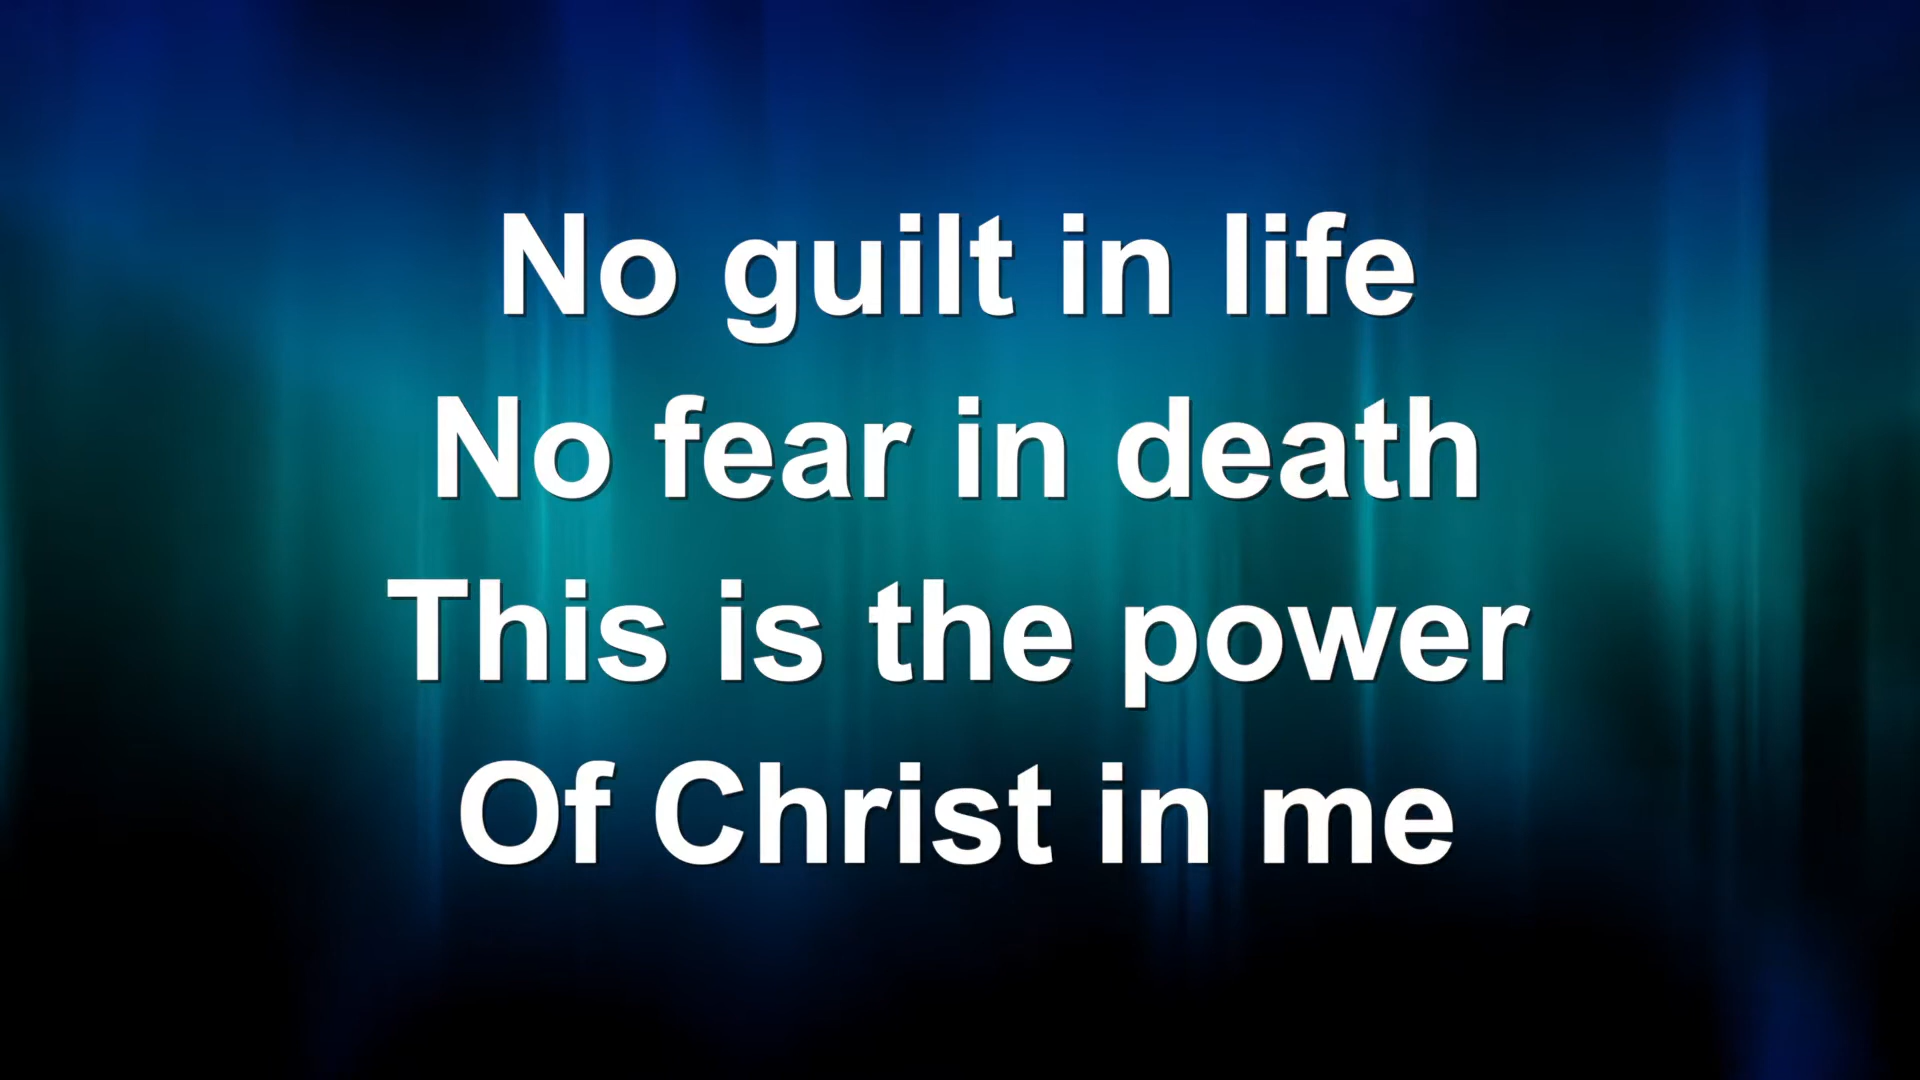 No guilt in life
No fear in death
This is the power
Of Christ in me